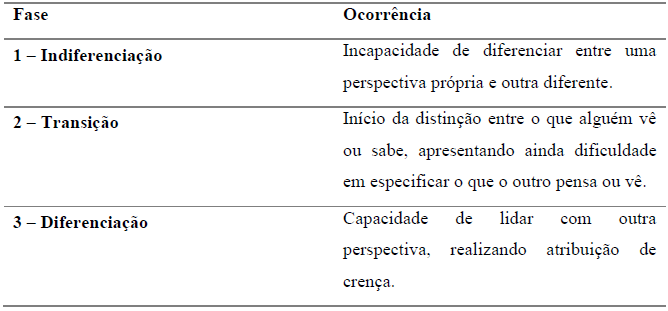 Fase Ocorrência
1 – Indiferenciação Incapacidade de diferenciar entre uma
perspectiva própria e outra diferente.
2 – Transição Início da distinção entre o que alguém vê
ou sabe, apresentando ainda dificuldade
em especificar o que o outro pensa ou vê.
3 – Diferenciação Capacidade de lidar com outra
perspectiva, realizando atribuição de
crença.